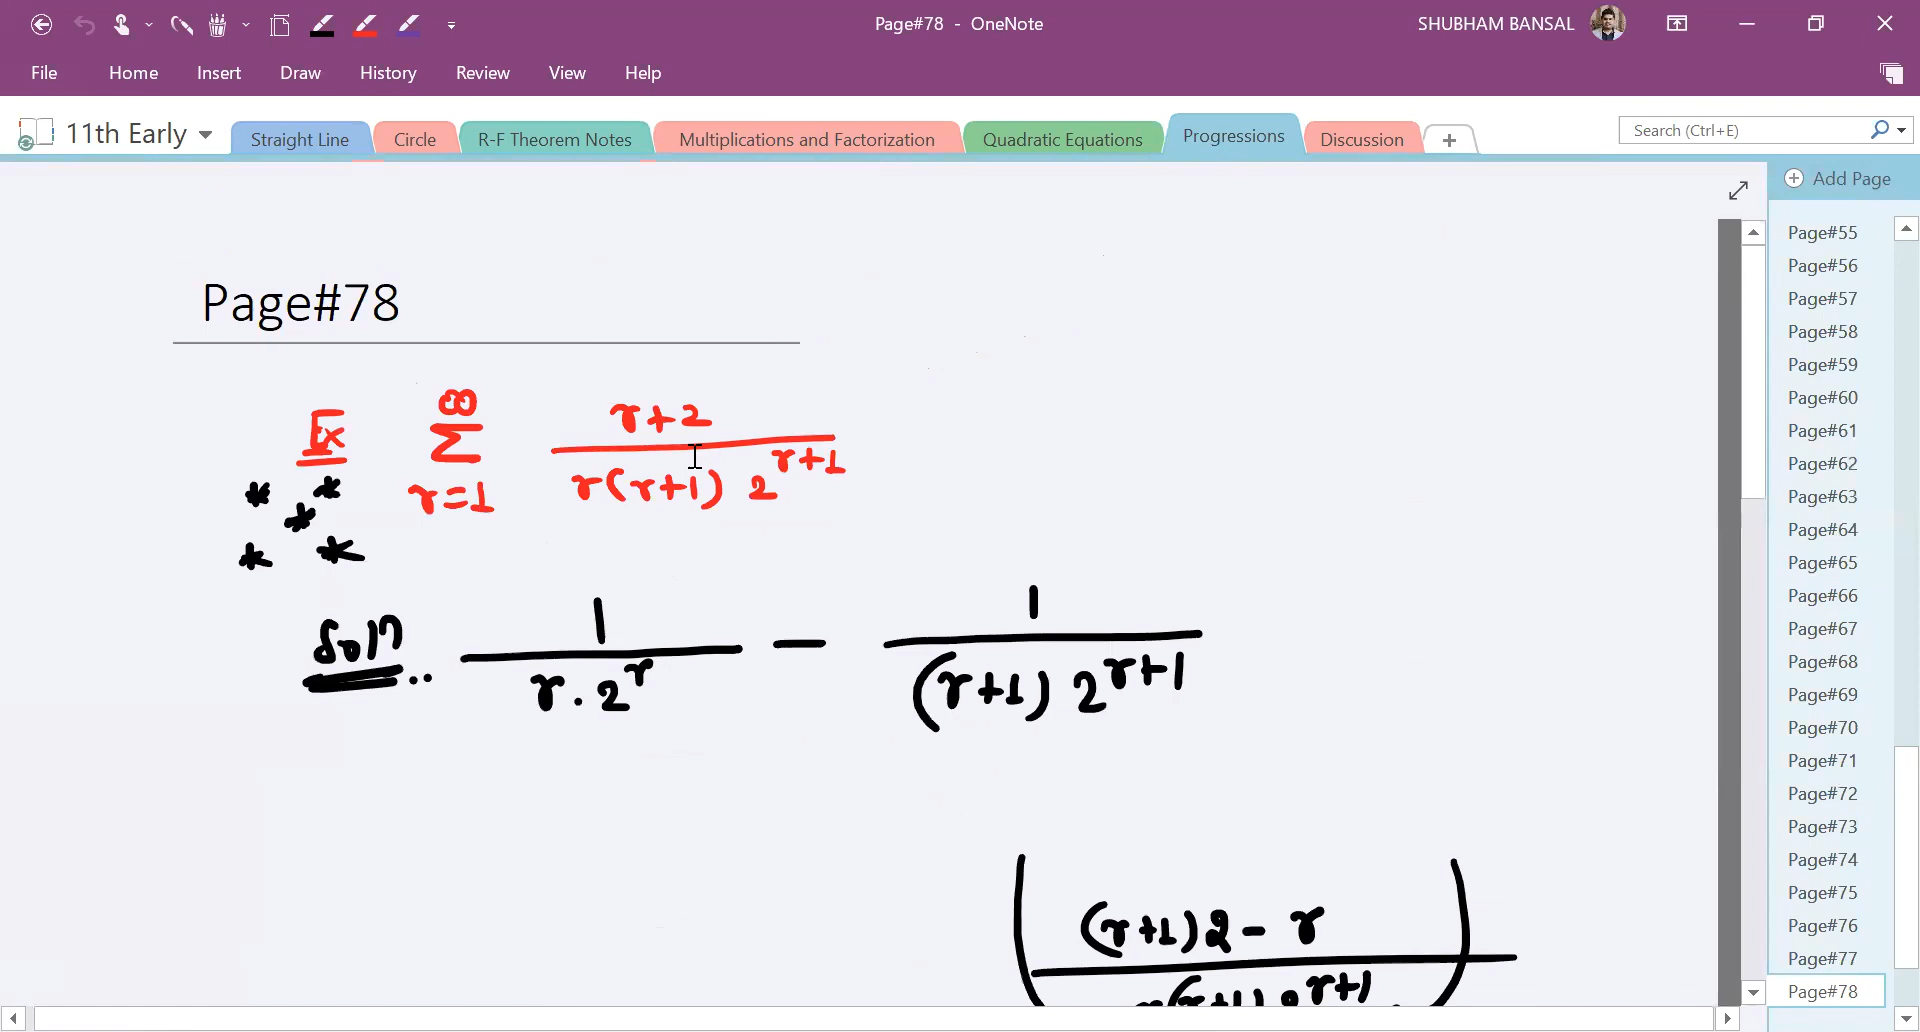 Page#78 - OneNote
SHUBHAM BANSAL
File Home Insert Draw History Review View Help
11th Early
Straight Line Circle R-F Theorem Notes Multiplications and Factorization Quadratic Equations Progressions Discussion
Search (Ctrl+E)
Add Page
Page#55
Page#56
Page#57
Page#58
Page#59
Page#60
Page#61
Page#62
Page#63
Page#64
Page#65
Page#66
Page#67
Page#68
Page#69
Page#70
Page#71
Page#72
Page#73
Page#74
Page#75
Page#76
Page#77
Page#78
Page#78
Ex ∞ Σ r=1 (r+2) / (r(r+1) 2^(r+1))
* * * * *
Soln.. 1 / (r . 2^r) − 1 / ((r+1) 2^(r+1))
( ((r+1)2 − r) / (r(r+1) 2^(r+1)) )